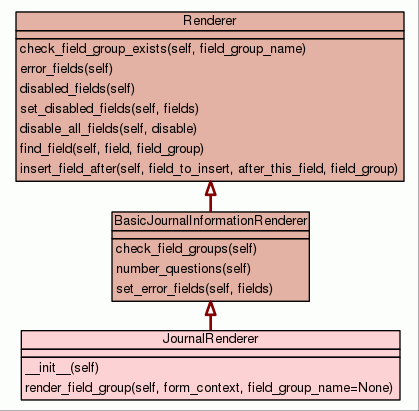 Renderer
check_field_group_exists(self, field_group_name)
error_fields(self)
disabled_fields(self)
set_disabled_fields(self, fields)
disable_all_fields(self, disable)
find_field(self, field, field_group)
insert_field_after(self, field_to_insert, after_this_field, field_group)
BasicJournalInformationRenderer
check_field_groups(self)
number_questions(self)
set_error_fields(self, fields)
JournalRenderer
__init__(self)
render_field_group(self, form_context, field_group_name=None)